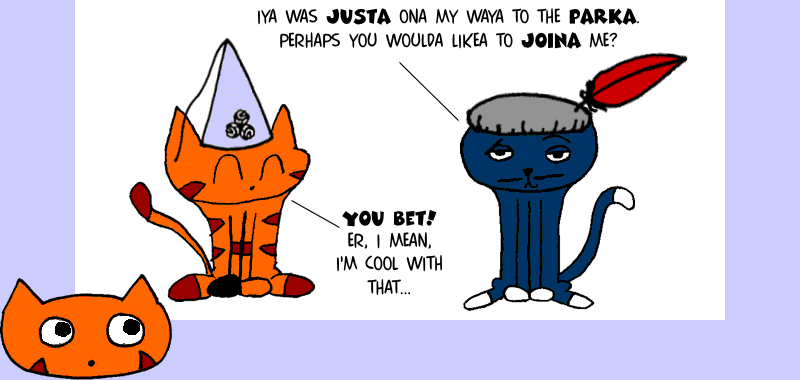 IYA WAS JUSTA ONA MY WAYA TO THE PARKA.
PERHAPS YOU WOULDA LIKEA TO JOINA ME?
YOU BET!
ER, I MEAN,
I'M COOL WITH
THAT...